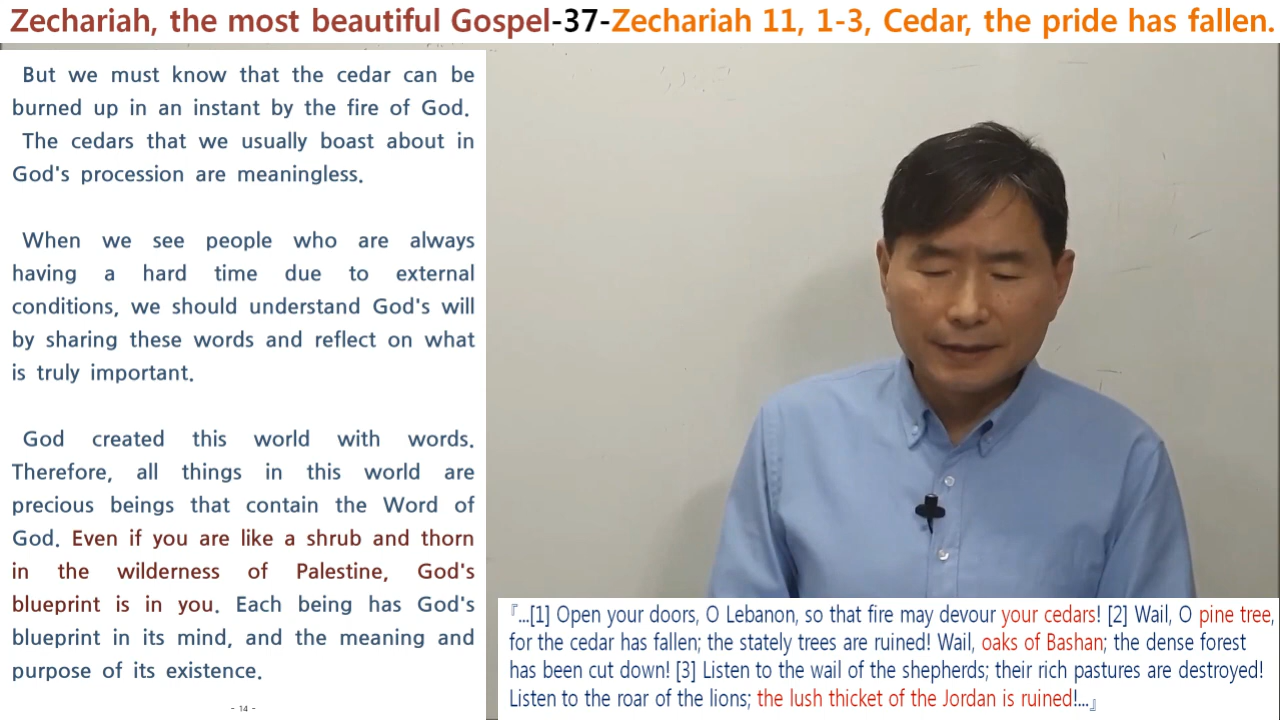 Zechariah, the most beautiful Gospel-37-Zechariah 11, 1-3, Cedar, the pride has fallen.
But we must know that the cedar can be
burned up in an instant by the fire of God.
The cedars that we usually boast about in
God's procession are meaningless.
When we see people who are always
having a hard time due to external
conditions, we should understand God's will
by sharing these words and reflect on what
is truly important.
God created this world with words.
Therefore, all things in this world are
precious beings that contain the Word of
God. Even if you are like a shrub and thorn
in the wilderness of Palestine, God's
blueprint is in you. Each being has God's
blueprint in its mind, and the meaning and
purpose of its existence.
- 14 -
『...[1] Open your doors, O Lebanon, so that fire may devour your cedars! [2] Wail, O pine tree,
for the cedar has fallen; the stately trees are ruined! Wail, oaks of Bashan; the dense forest
has been cut down! [3] Listen to the wail of the shepherds; their rich pastures are destroyed!
Listen to the roar of the lions; the lush thicket of the Jordan is ruined!...』